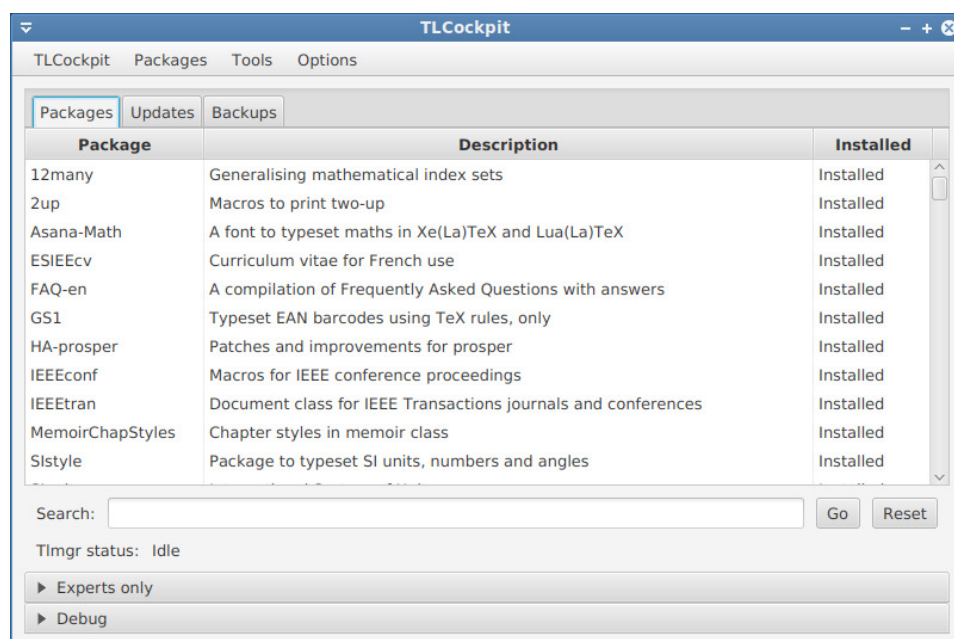 TLCockpit
TLCockpit Packages Tools Options
Packages Updates Backups
Package Description Installed
12many Generalising mathematical index sets Installed
2up Macros to print two-up Installed
Asana-Math A font to typeset maths in Xe(La)TeX and Lua(La)TeX Installed
ESIEEcv Curriculum vitae for French use Installed
FAQ-en A compilation of Frequently Asked Questions with answers Installed
GS1 Typeset EAN barcodes using TeX rules, only Installed
HA-prosper Patches and improvements for prosper Installed
IEEEconf Macros for IEEE conference proceedings Installed
IEEEtran Document class for IEEE Transactions journals and conferences Installed
MemoirChapStyles Chapter styles in memoir class Installed
SIstyle Package to typeset SI units, numbers and angles Installed
Search: Go Reset
Tlmgr status: Idle
Experts only
Debug